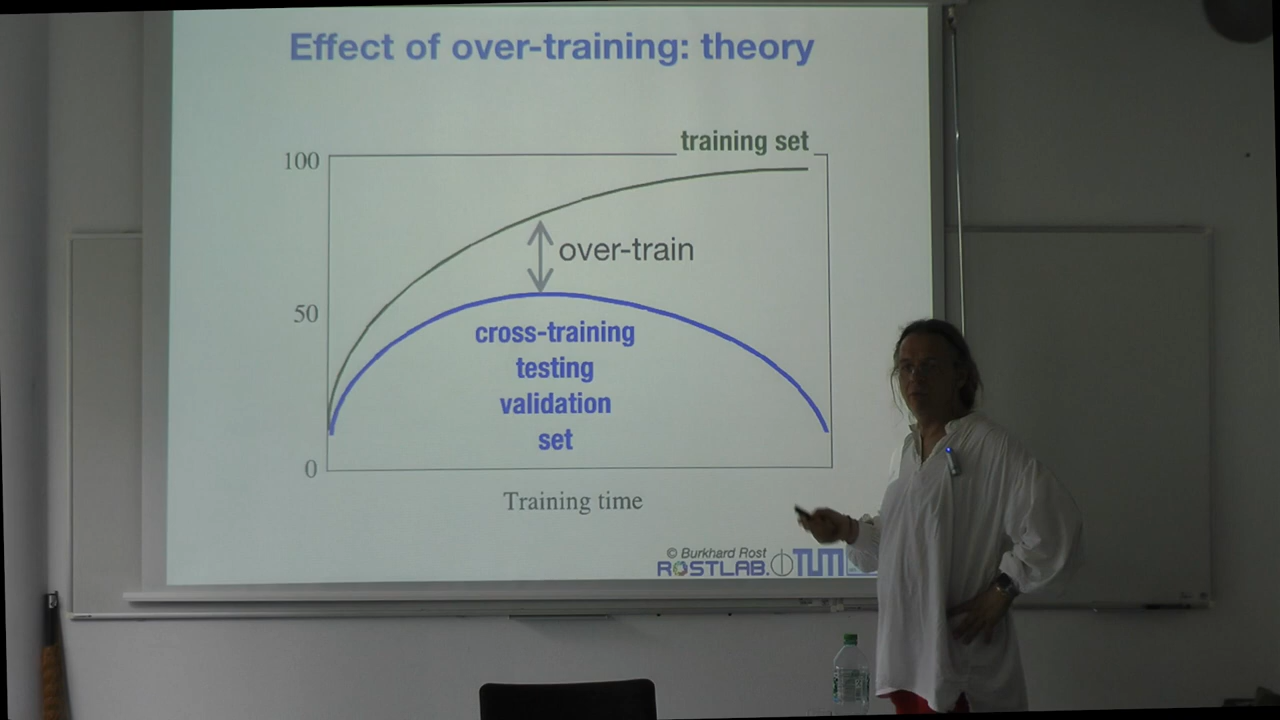 Effect of over-training: theory
training set
100
over-train
50
cross-training
testing
validation
set
0
Training time
© Burkhard Rost
ROSTLAB.
TUM